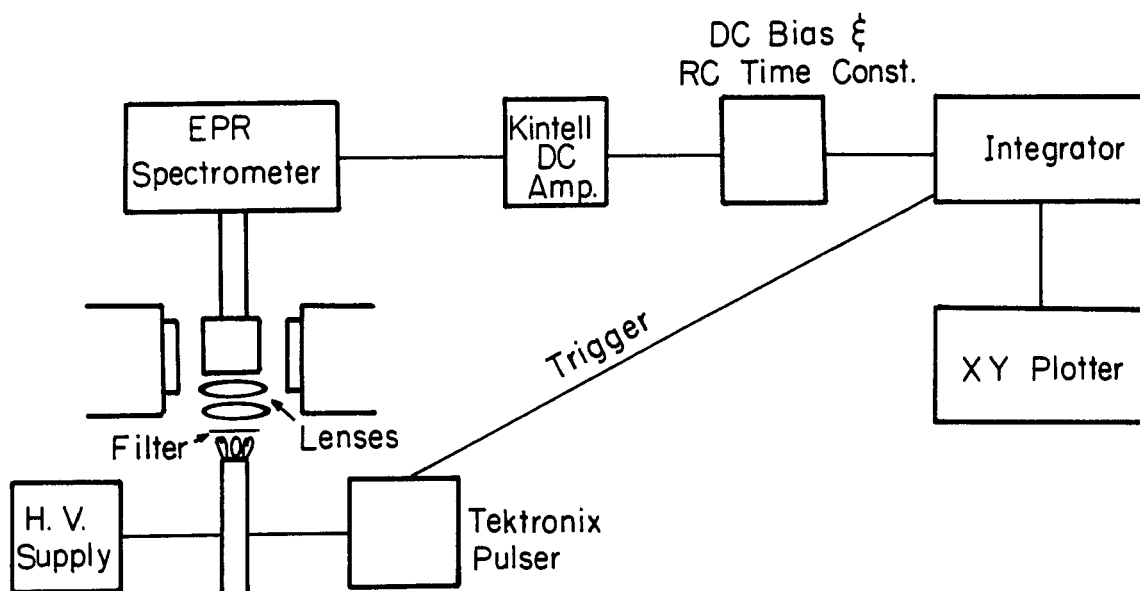 DC Bias &
RC Time Const.
EPR
Spectrometer
Kintell
DC
Amp.
Integrator
Trigger
XY Plotter
Filter
Lenses
H. V.
Supply
Tektronix
Pulser